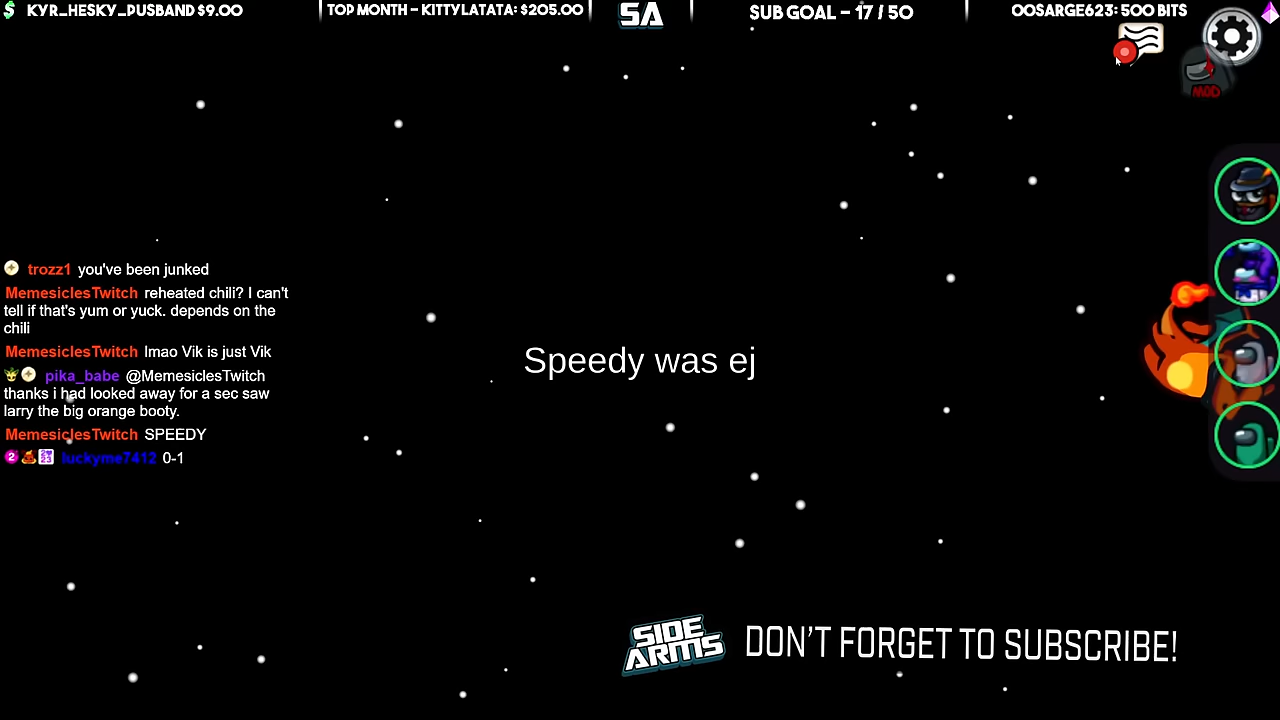 KYR_HESKY_PUSBAND $9.00
TOP MONTH - KITTYLATATA: $205.00
SA
SUB GOAL - 17 / 50
OOSARGE623: 500 BITS
MOD
trozz1 you've been junked
MemesiclesTwitch reheated chili? I can't
tell if that's yum or yuck. depends on the
chili
MemesiclesTwitch lmao Vik is just Vik
pika_babe @MemesiclesTwitch
thanks i had looked away for a sec saw
larry the big orange booty.
MemesiclesTwitch SPEEDY
luckyme7412 0-1
Speedy was ej
SIDE
ARMS
DON'T FORGET TO SUBSCRIBE!